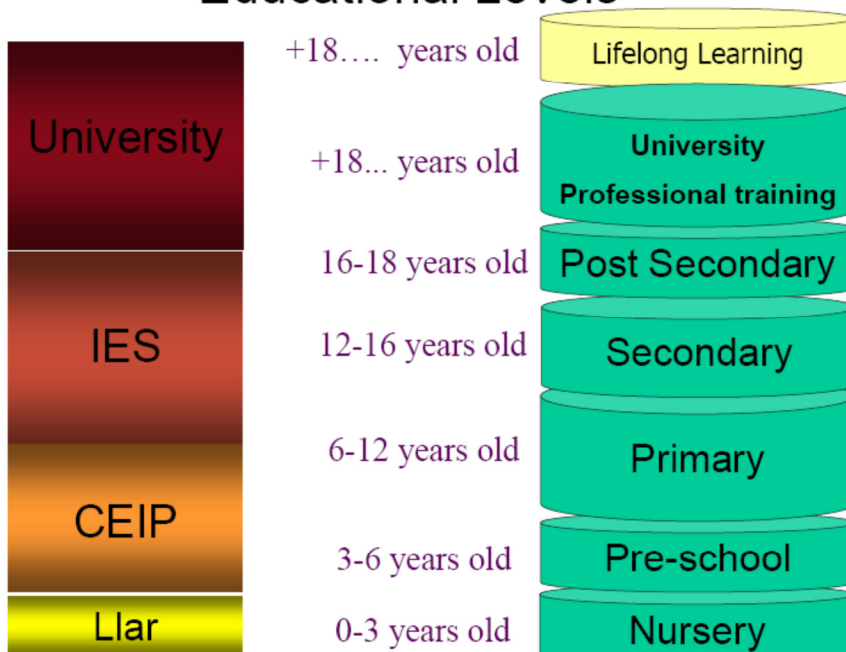 Educational Levels
+18.... years old
Lifelong Learning
University
+18... years old
University
Professional training
16-18 years old
Post Secondary
IES
12-16 years old
Secondary
6-12 years old
Primary
CEIP
3-6 years old
Pre-school
Llar
0-3 years old
Nursery